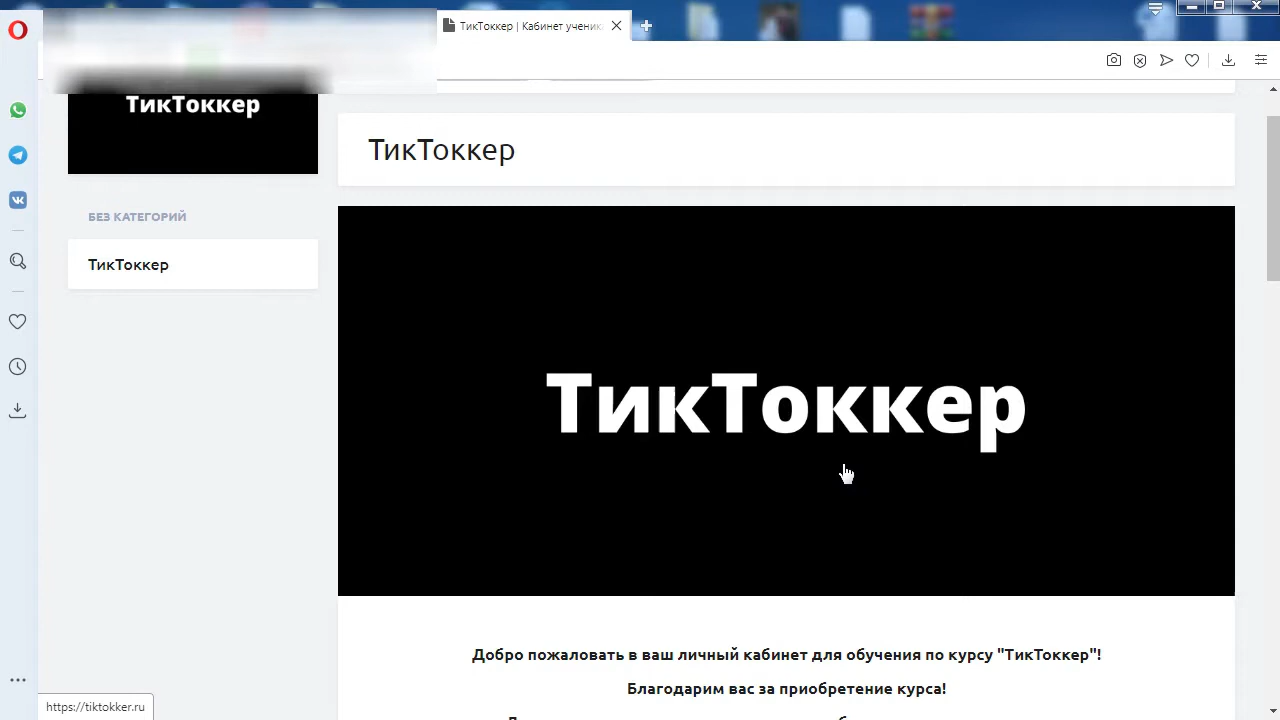 ТикТоккер | Кабинет ученик
ТикТоккер
ТикТоккер
БЕЗ КАТЕГОРИЙ
ТикТоккер
ТикТоккер
Добро пожаловать в ваш личный кабинет для обучения по курсу "ТикТоккер"!
Благодарим вас за приобретение курса!
https://tiktokker.ru